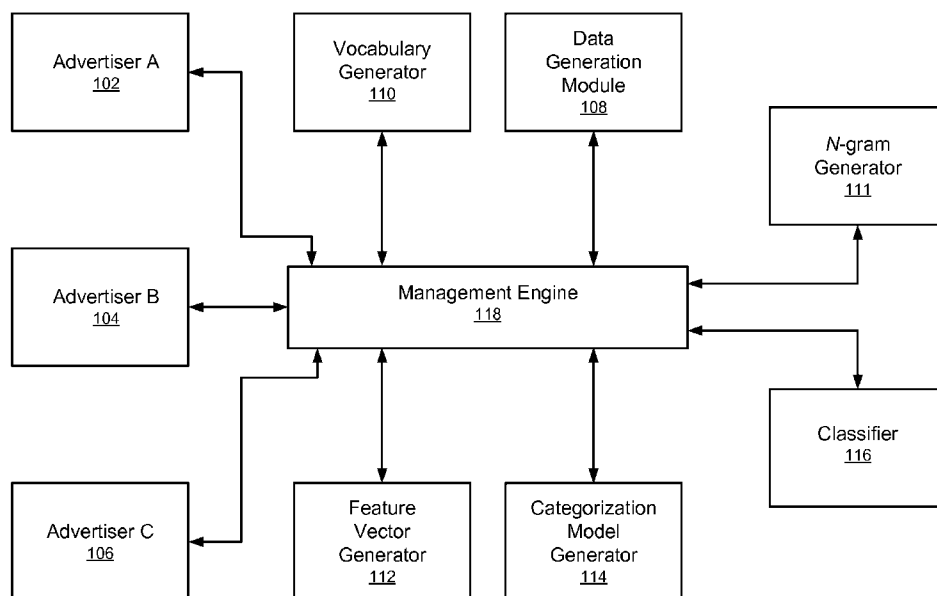 Advertiser A
102
Vocabulary
Generator
110
Data
Generation
Module
108
N-gram
Generator
111
Advertiser B
104
Management Engine
118
Classifier
116
Advertiser C
106
Feature
Vector
Generator
112
Categorization
Model
Generator
114